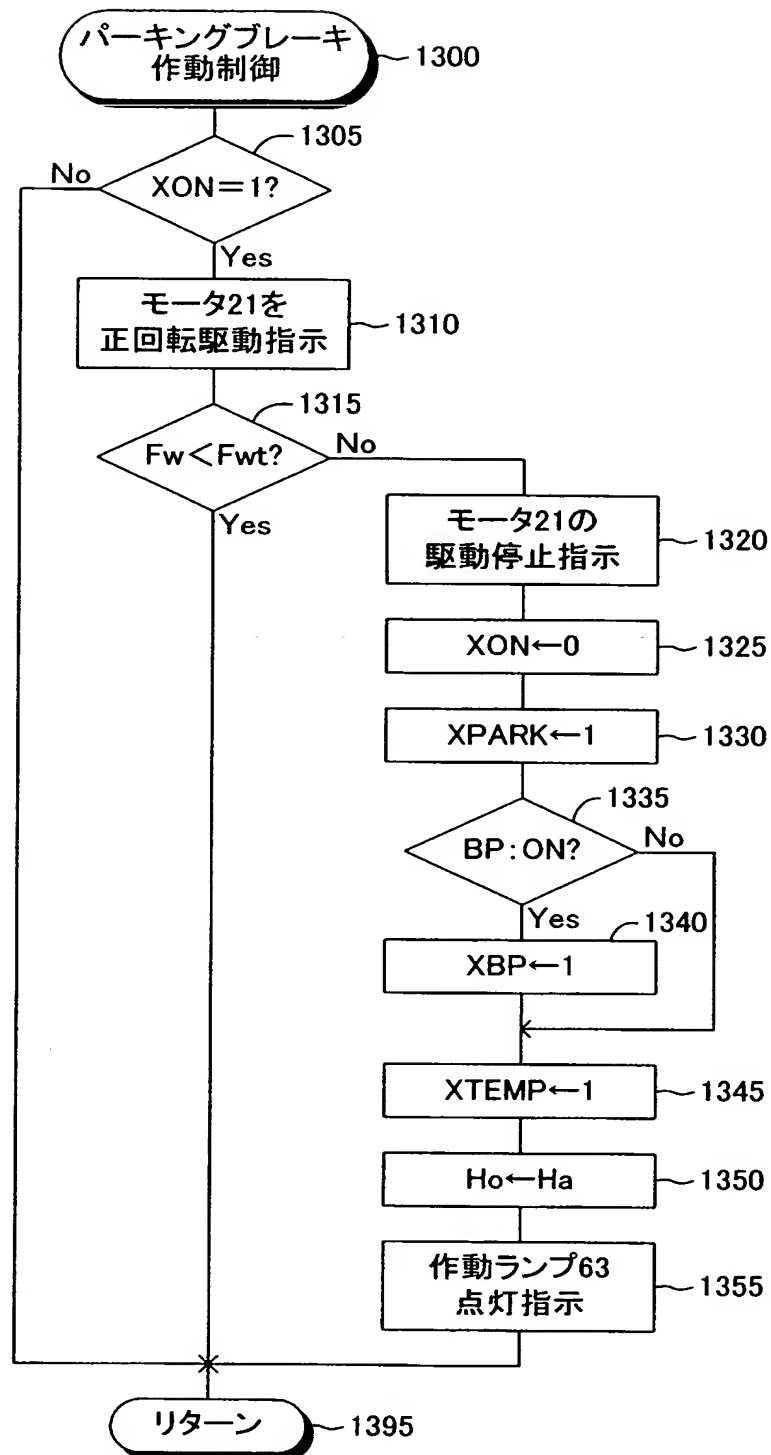 パーキングブレーキ
作動制御
1300
1305
No
XON=1?
Yes
モータ21を
正回転駆動指示
1310
1315
Fw<Fwt?
No
Yes
モータ21の
駆動停止指示
1320
XON←0
1325
XPARK←1
1330
1335
BP:ON?
No
Yes
1340
XBP←1
XTEMP←1
1345
Ho←Ha
1350
作動ランプ63
点灯指示
1355
リターン
1395